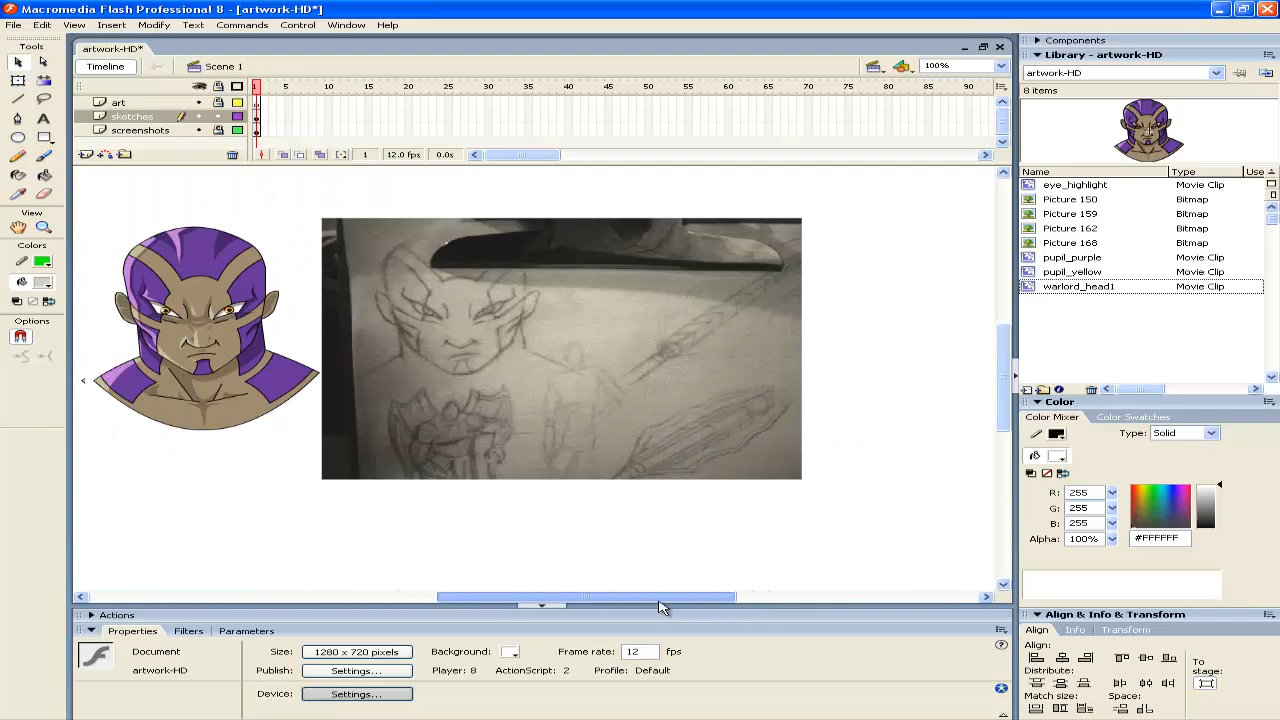 Macromedia Flash Professional 8 - [artwork-HD*]
File Edit View Insert Modify Text Commands Control Window Help
Tools
View
Colors
Options
artwork-HD*
Timeline
Scene 1
100%
1 5 10 15 20 25 30 35 40 45 50 55 60 65 70 75 80 85 90
art
sketches
screenshots
1 12.0 fps 0.0s
Actions
Properties Filters Parameters
Document
artwork-HD
Size: 1280 x 720 pixels Background: Frame rate: 12 fps
Publish: Settings... Player: 8 ActionScript: 2 Profile: Default
Device: Settings...
Components
Library - artwork-HD
artwork-HD
8 items
Name Type Use
eye_highlight Movie Clip
Picture 150 Bitmap
Picture 159 Bitmap
Picture 162 Bitmap
Picture 168 Bitmap
pupil_purple Movie Clip
pupil_yellow Movie Clip
warlord_head1 Movie Clip
Color
Color Mixer Color Swatches
Type: Solid
R: 255
G: 255
B: 255
Alpha: 100% #FFFFFF
Align & Info & Transform
Align Info Transform
Align:
Distribute:
Match size: Space:
To stage: